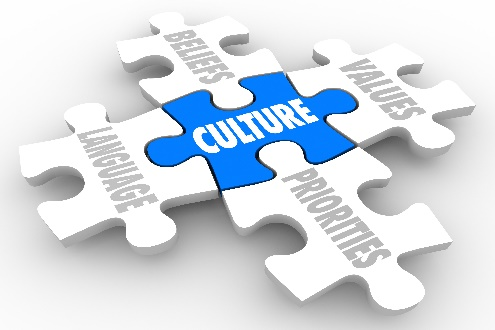 BELIEFS
VALUES
CULTURE
LANGUAGE
PRIORITIES